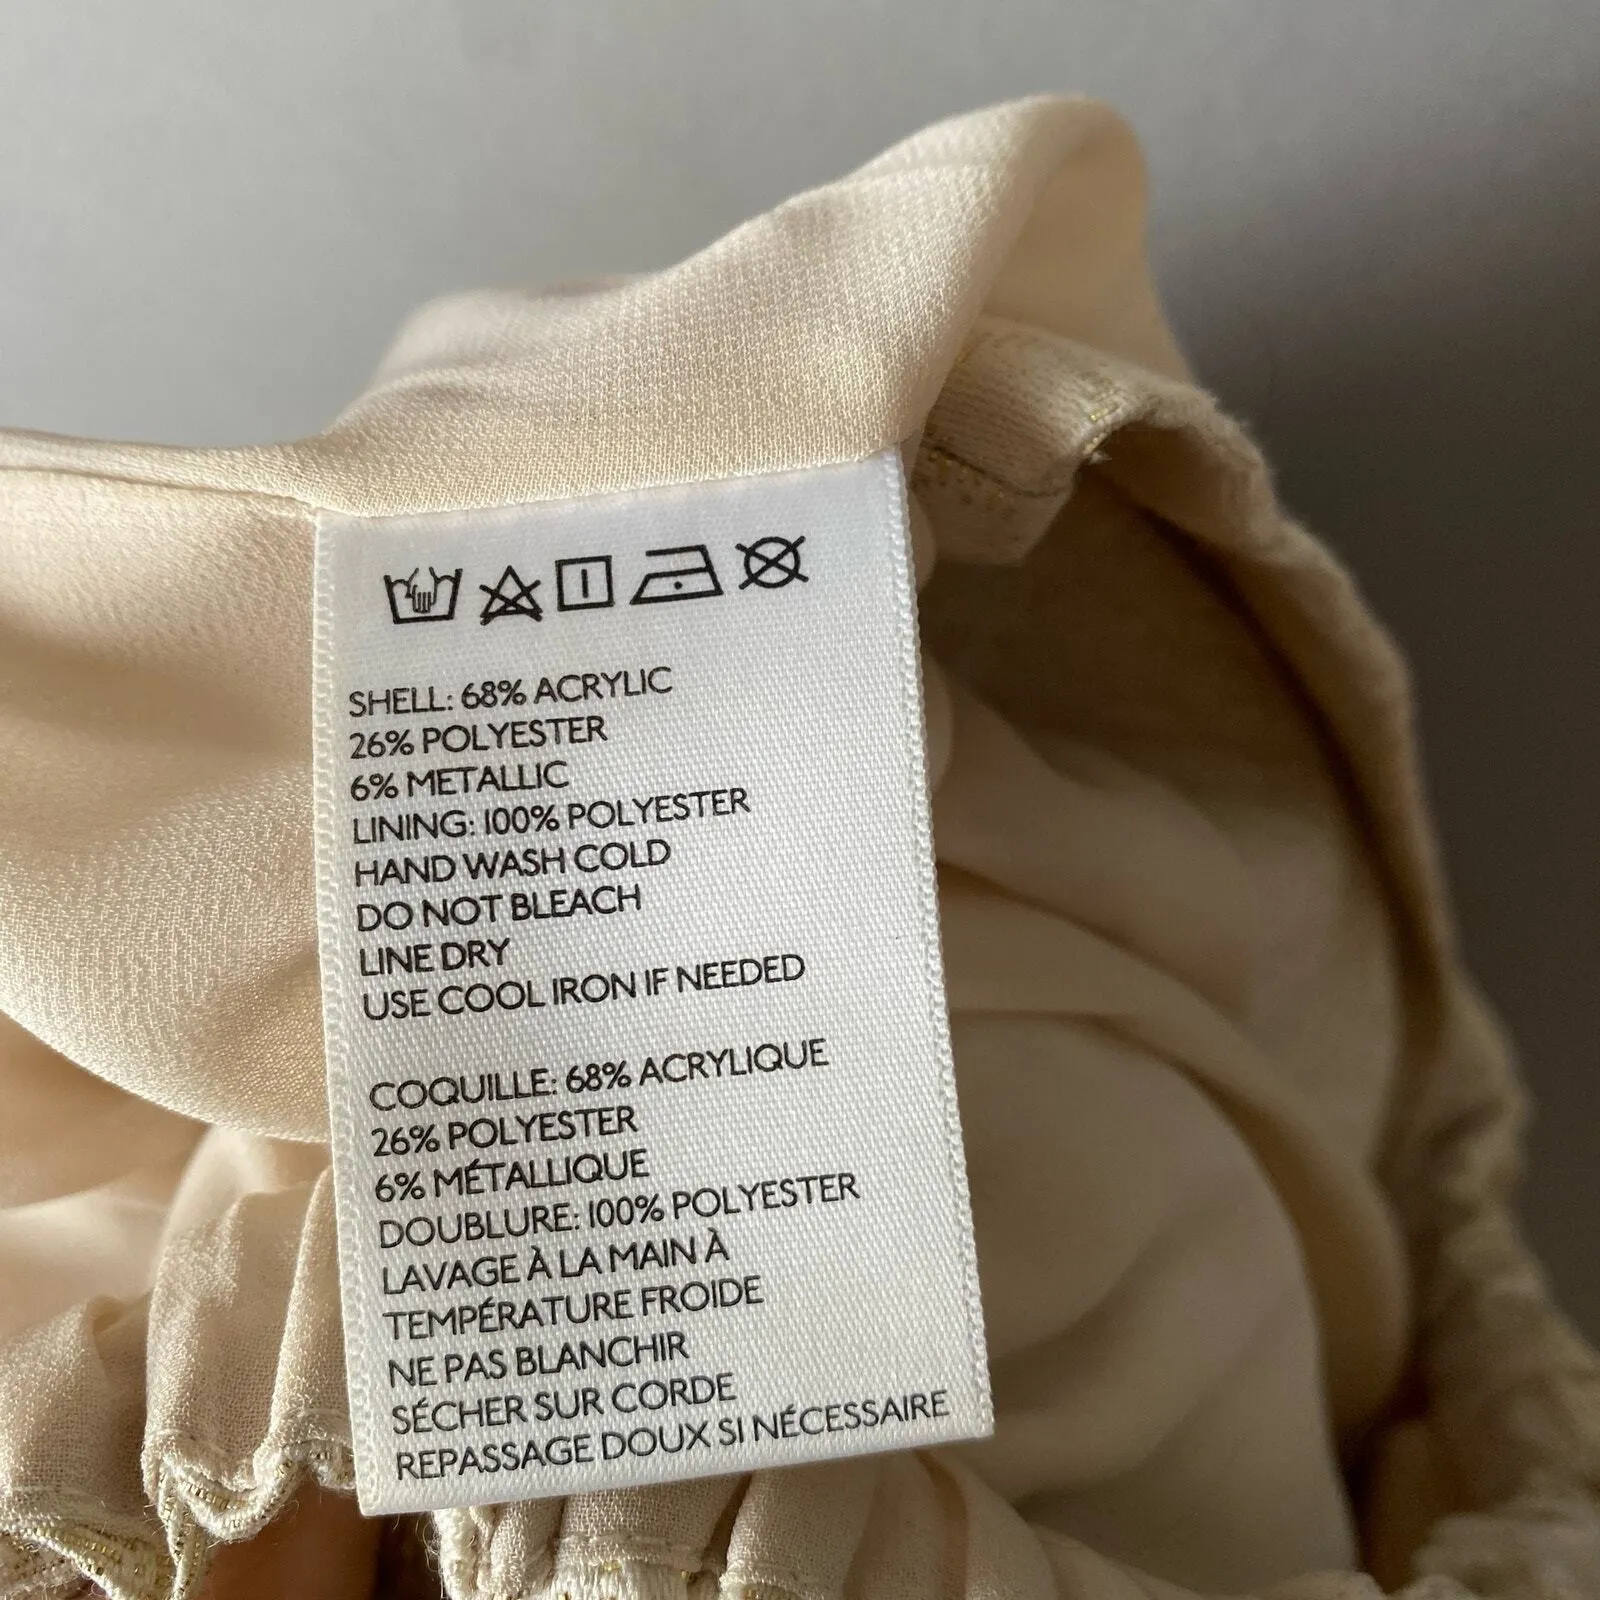 SHELL: 68% ACRYLIC
26% POLYESTER
6% METALLIC
LINING: 100% POLYESTER
HAND WASH COLD
DO NOT BLEACH
LINE DRY
USE COOL IRON IF NEEDED
COQUILLE: 68% ACRYLIQUE
26% POLYESTER
6% MÉTALLIQUE
DOUBLURE: 100% POLYESTER
LAVAGE À LA MAIN À
TEMPÉRATURE FROIDE
NE PAS BLANCHIR
SÉCHER SUR CORDE
REPASSAGE DOUX SI NÉCESSAIRE